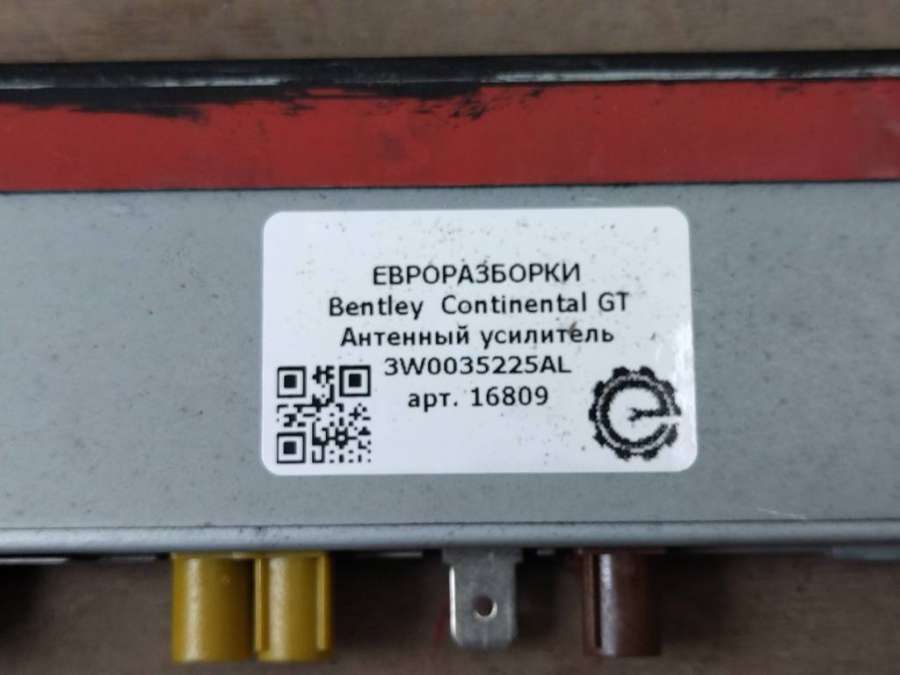 ЕВРОРАЗБОРКИ
Bentley Continental GT
Антенный усилитель
3W0035225AL
арт. 16809